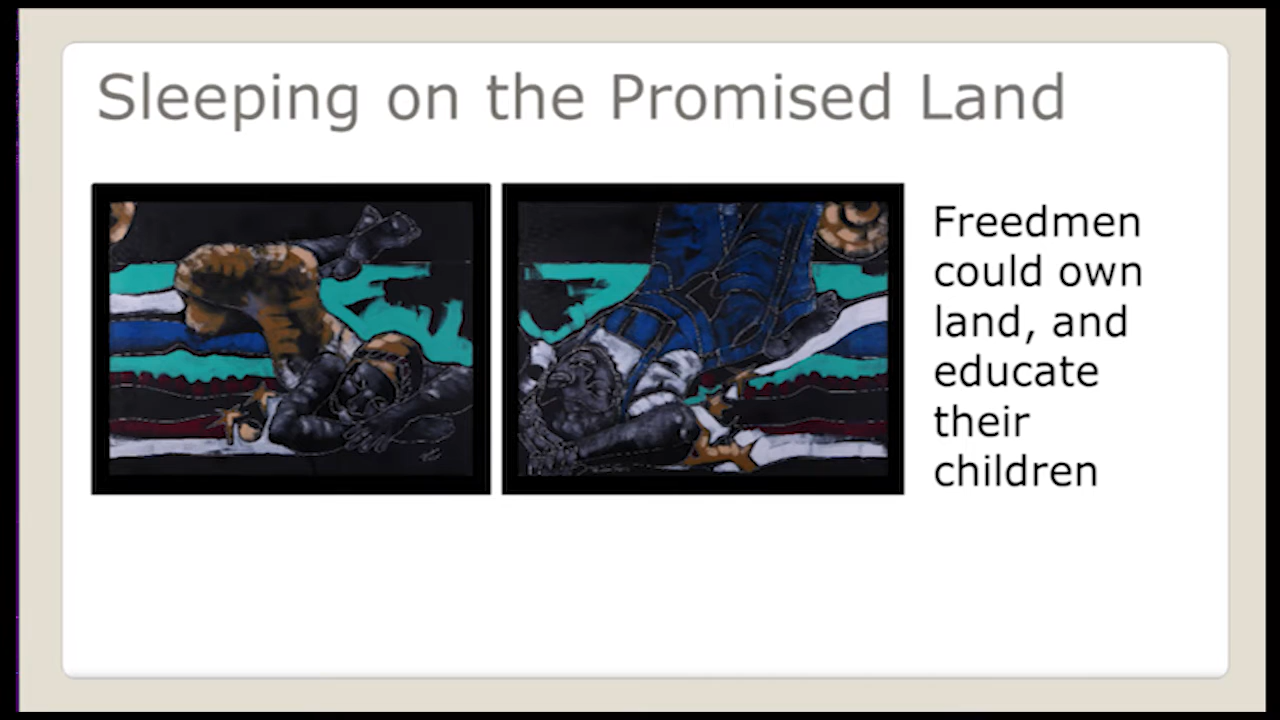 Sleeping on the Promised Land
Freedmen
could own
land, and
educate
their
children